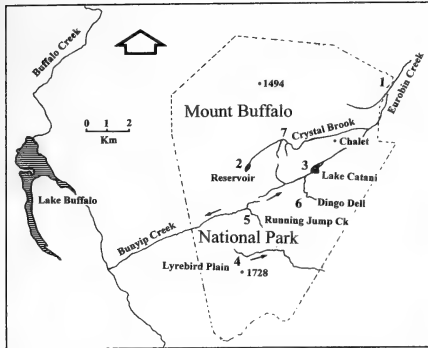 Buffalo Creek
1
Eurobin Creek
1494
Mount Buffalo
0 1 2
Km
7
Crystal Brook
Chalet
2
3
Reservoir
Lake Catani
Lake Buffalo
6
Dingo Dell
5
Running Jump Ck
Bunyip Creek
National Park
Lyrebird Plain
4
1728